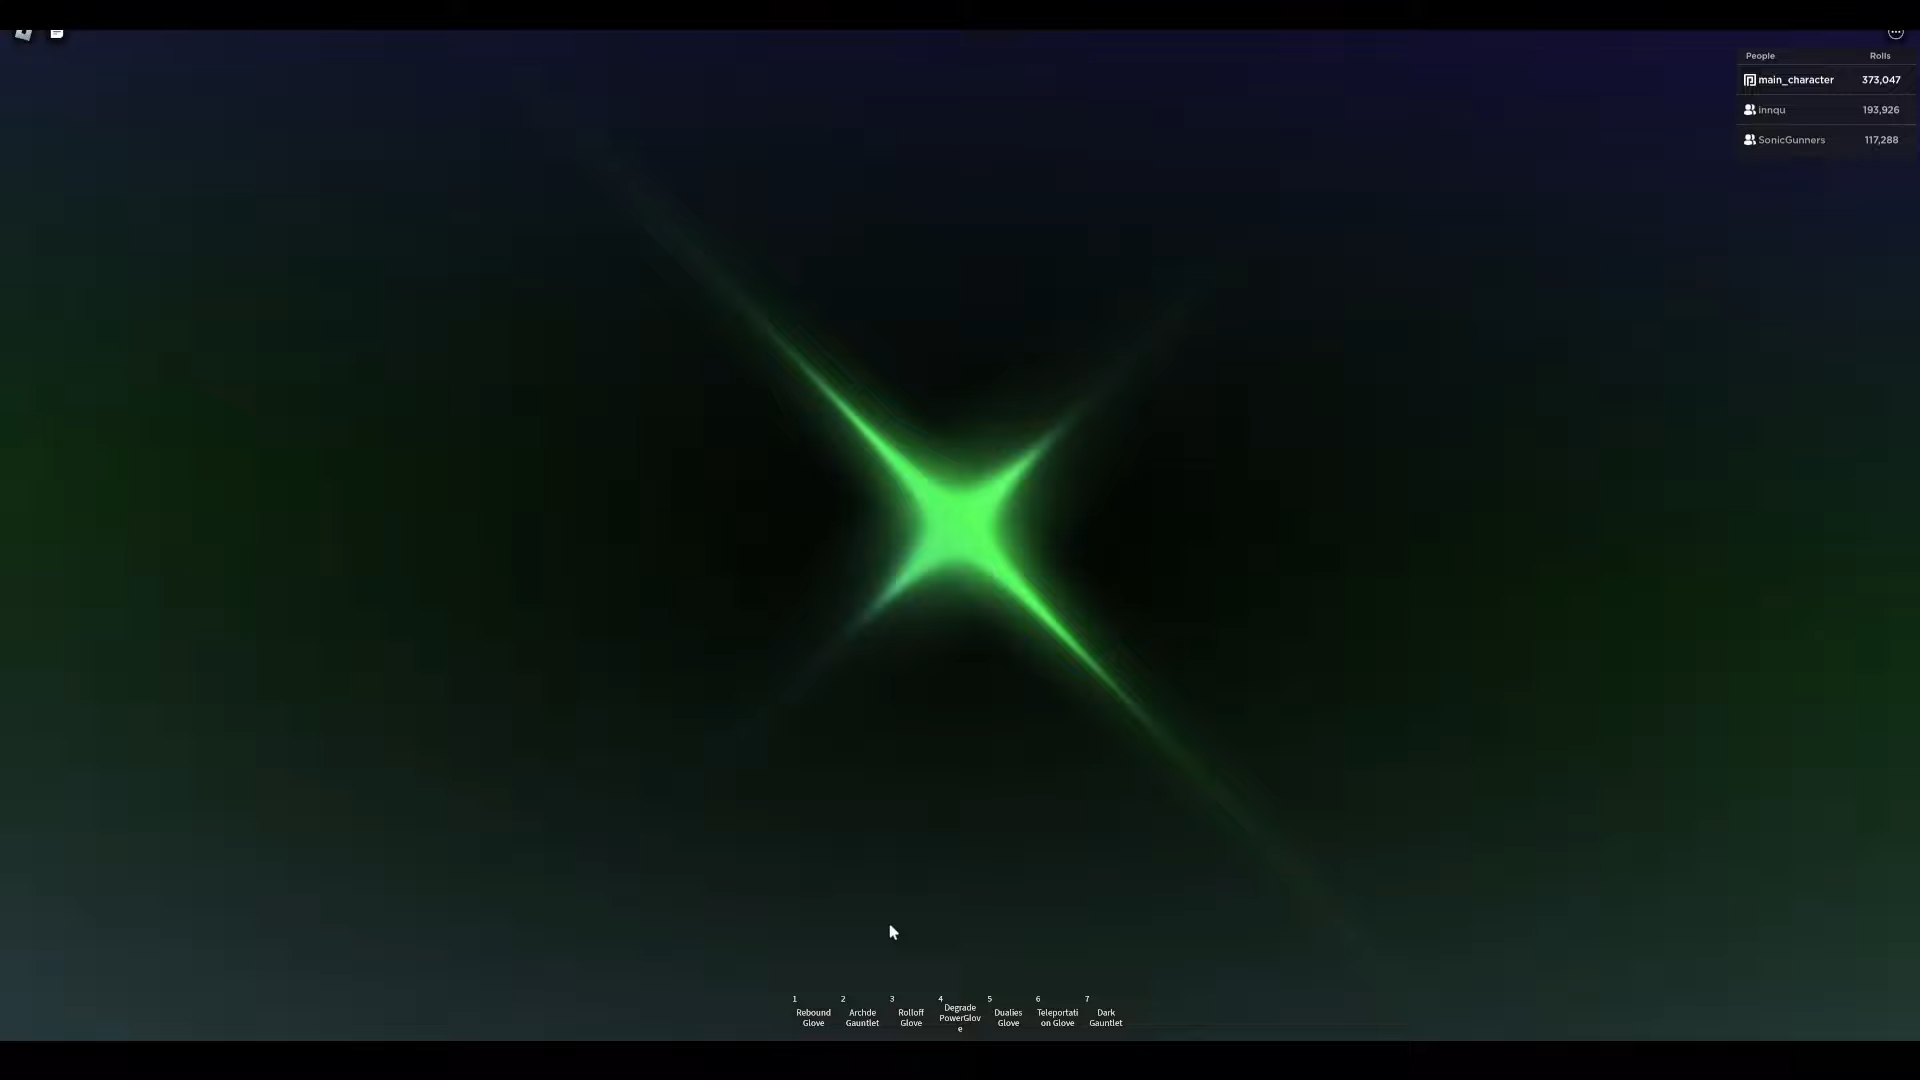 People Rolls
main_character 373,047
innqu 193,926
SonicGunners 117,288
1 2 3 4 5 6 7
Rebound Glove
Archde Gauntlet
Rolloff Glove
Degrade PowerGlov e
Dualies Glove
Teleportati on Glove
Dark Gauntlet